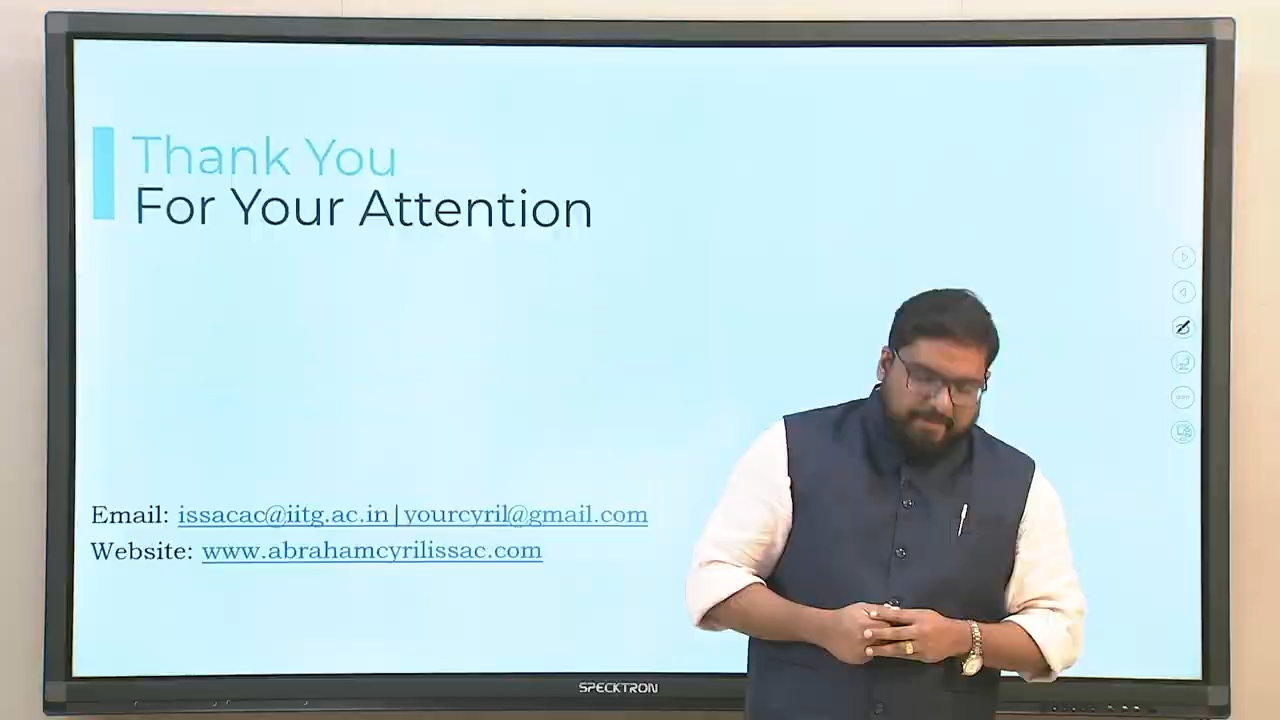 Thank You
For Your Attention
Email: issacac@iitg.ac.in|yourcyril@gmail.com
Website: www.abrahamcyrilissac.com
SPECKTRON